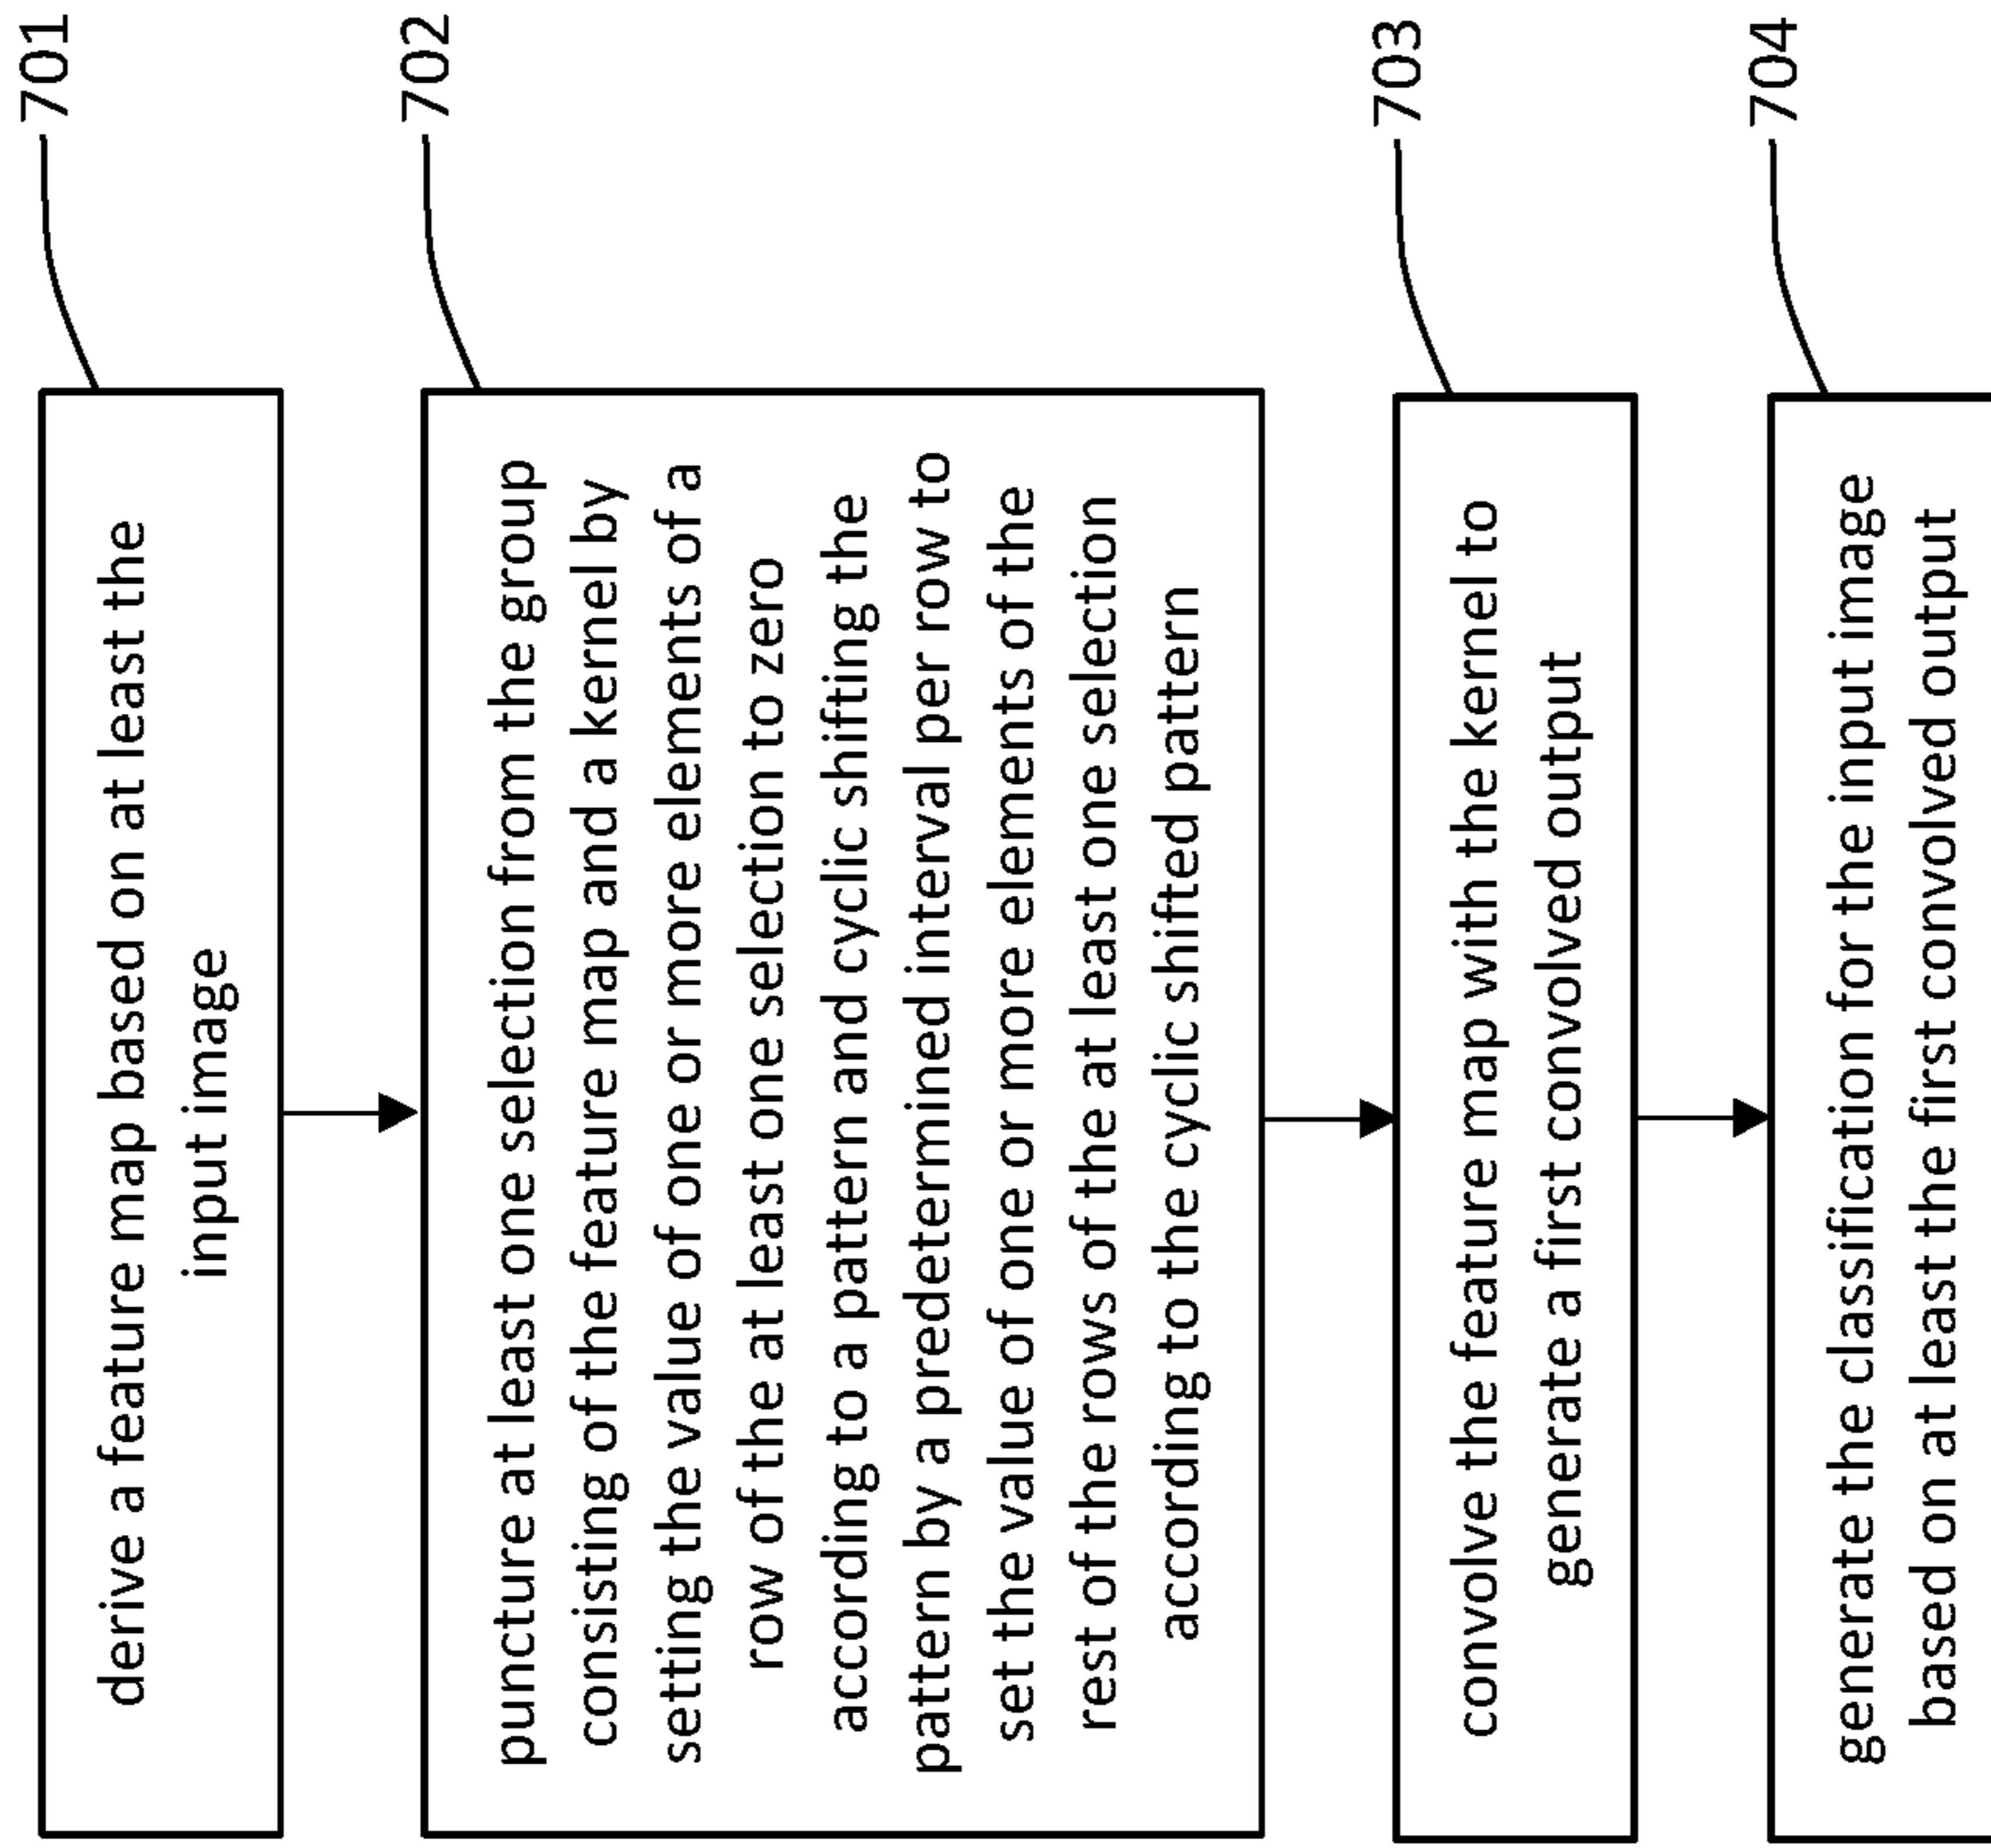 701
derive a feature map based on at least the
input image
702
puncture at least one selection from the group
consisting of the feature map and a kernel by
setting the value of one or more elements of a
row of the at least one selection to zero
according to a pattern and cyclic shifting the
pattern by a predetermined interval per row to
set the value of one or more elements of the
rest of the rows of the at least one selection
according to the cyclic shifted pattern
703
convolve the feature map with the kernel to
generate a first convolved output
704
generate the classification for the input image
based on at least the first convolved output